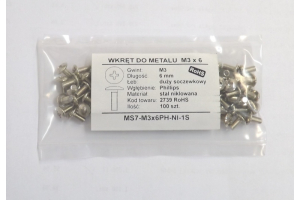 WKRĘT DO METALU M3 x 6
Gwint: M3
Długość: 6 mm
Łeb: duży soczewkowy
Wgłębienie: Phillips
Materiał: stal niklowana
Kod towaru: 2739 RoHS
Ilość: 100 szt.
RoHS
MS7-M3x6PH-NI-1S